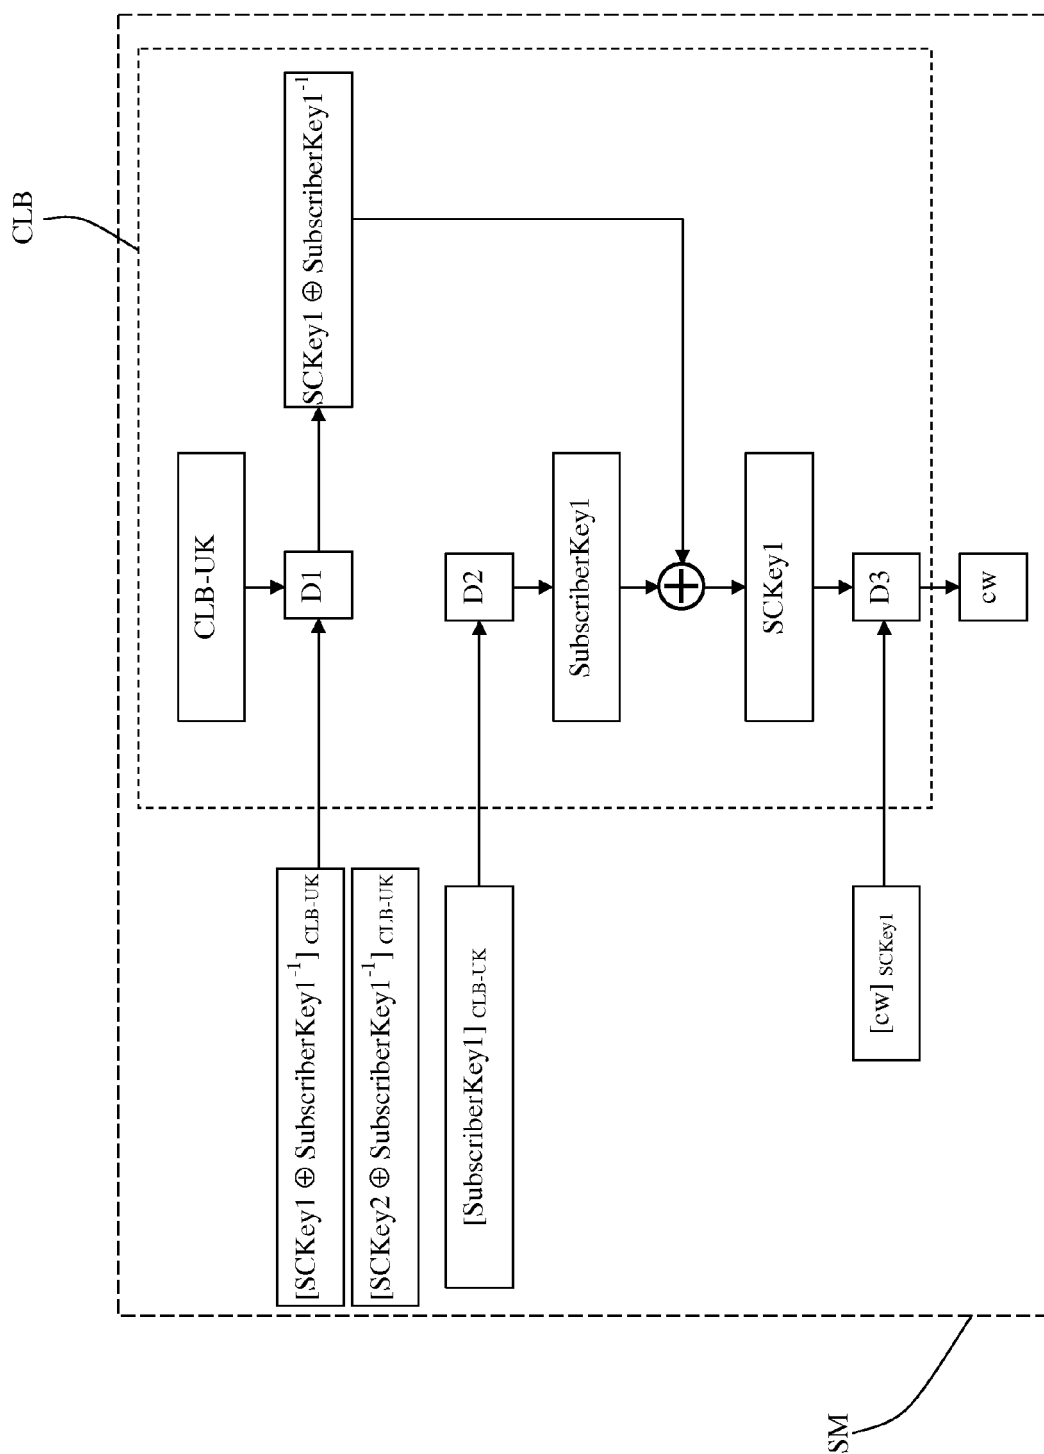 CLB
SCKey1 ⊕ SubscriberKey1⁻¹
CLB-UK
D1
D2
SubscriberKey1
SCKey1
D3
cw
[SCKey1 ⊕ SubscriberKey1⁻¹] CLB-UK
[SCKey2 ⊕ SubscriberKey1⁻¹] CLB-UK
[SubscriberKey1] CLB-UK
[cw] SCKey1
SM